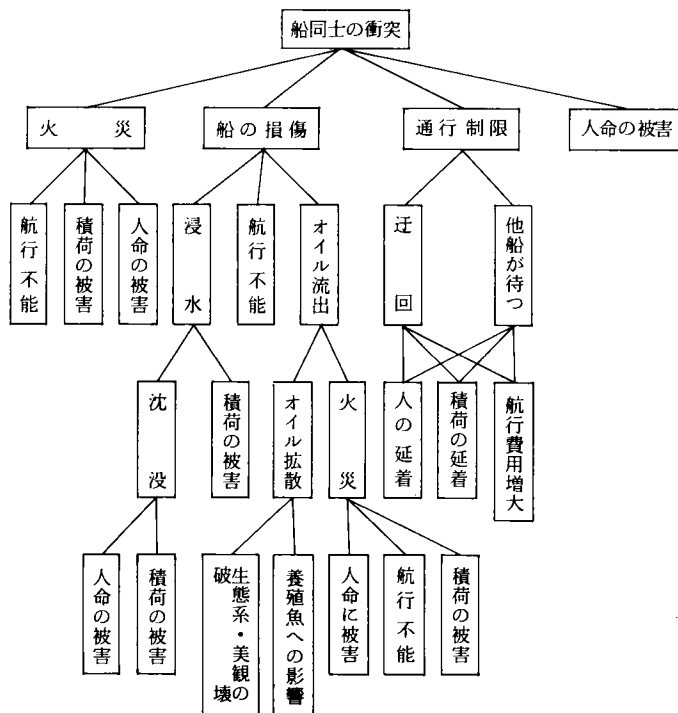 船同士の衝突
火災
船の損傷
通行制限
人命の被害
航行不能
積荷の被害
人命の被害
浸水
航行不能
オイル流出
迂回
他船が待つ
沈没
積荷の被害
オイル拡散
火災
人の延着
積荷の延着
航行費用増大
人命の被害
積荷の被害
生態系・美観の
破壊
養殖魚への影響
人命に被害
航行不能
積荷の被害